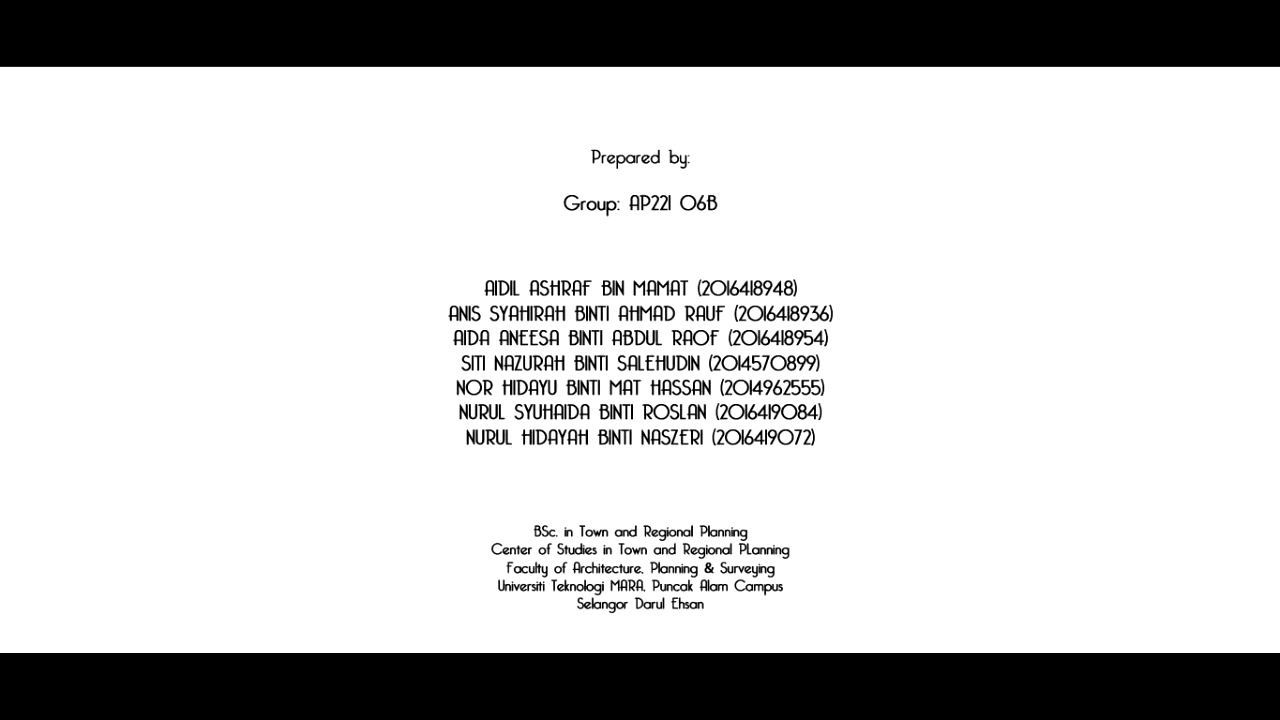 Prepared by:
Group: AP221 06B
AIDIL ASHRAF BIN MAMAT (2016418948)
ANIS SYAHIRAH BINTI AHMAD RAUF (2016418936)
AIDA ANEESA BINTI ABDUL RAOF (2016418954)
SITI NAZURAH BINTI SALEHUDIN (2014570899)
NOR HIDAYU BINTI MAT HASSAN (2014962555)
NURUL SYUHAIDA BINTI ROSLAN (2016419084)
NURUL HIDAYAH BINTI NASZERI (2016419072)
BSc. in Town and Regional Planning
Center of Studies in Town and Regional PLanning
Faculty of Architecture, Planning & Surveying
Universiti Teknologi MARA, Puncak Alam Campus
Selangor Darul Ehsan